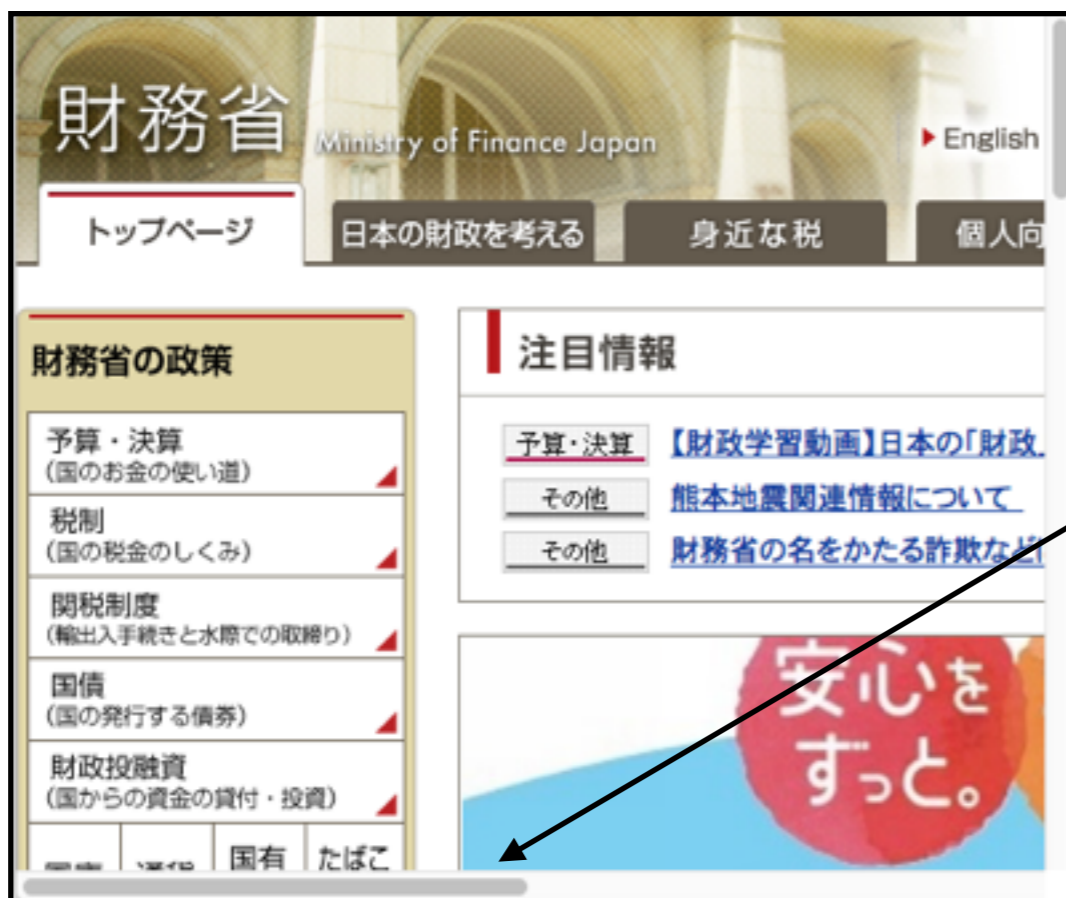 財務省 Ministry of Finance Japan
English
トップページ 日本の財政を考える 身近な税 個人向
財務省の政策
予算・決算
(国のお金の使い道)
税制
(国の税金のしくみ)
関税制度
(輸出入手続きと水際での取締り)
国債
(国の発行する債券)
財政投融資
(国からの資金の貸付・投資)
国有 たばこ
注目情報
予算・決算 【財政学習動画】日本の「財政
その他 熊本地震関連情報について
その他 財務省の名をかたる詐欺など
安心を
ずっと。